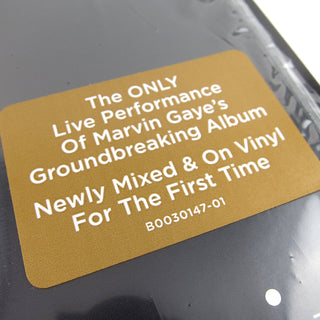 The ONLY
Live Performance
Of Marvin Gaye's
Groundbreaking Album
Newly Mixed & On Vinyl
For The First Time
B0030147-01